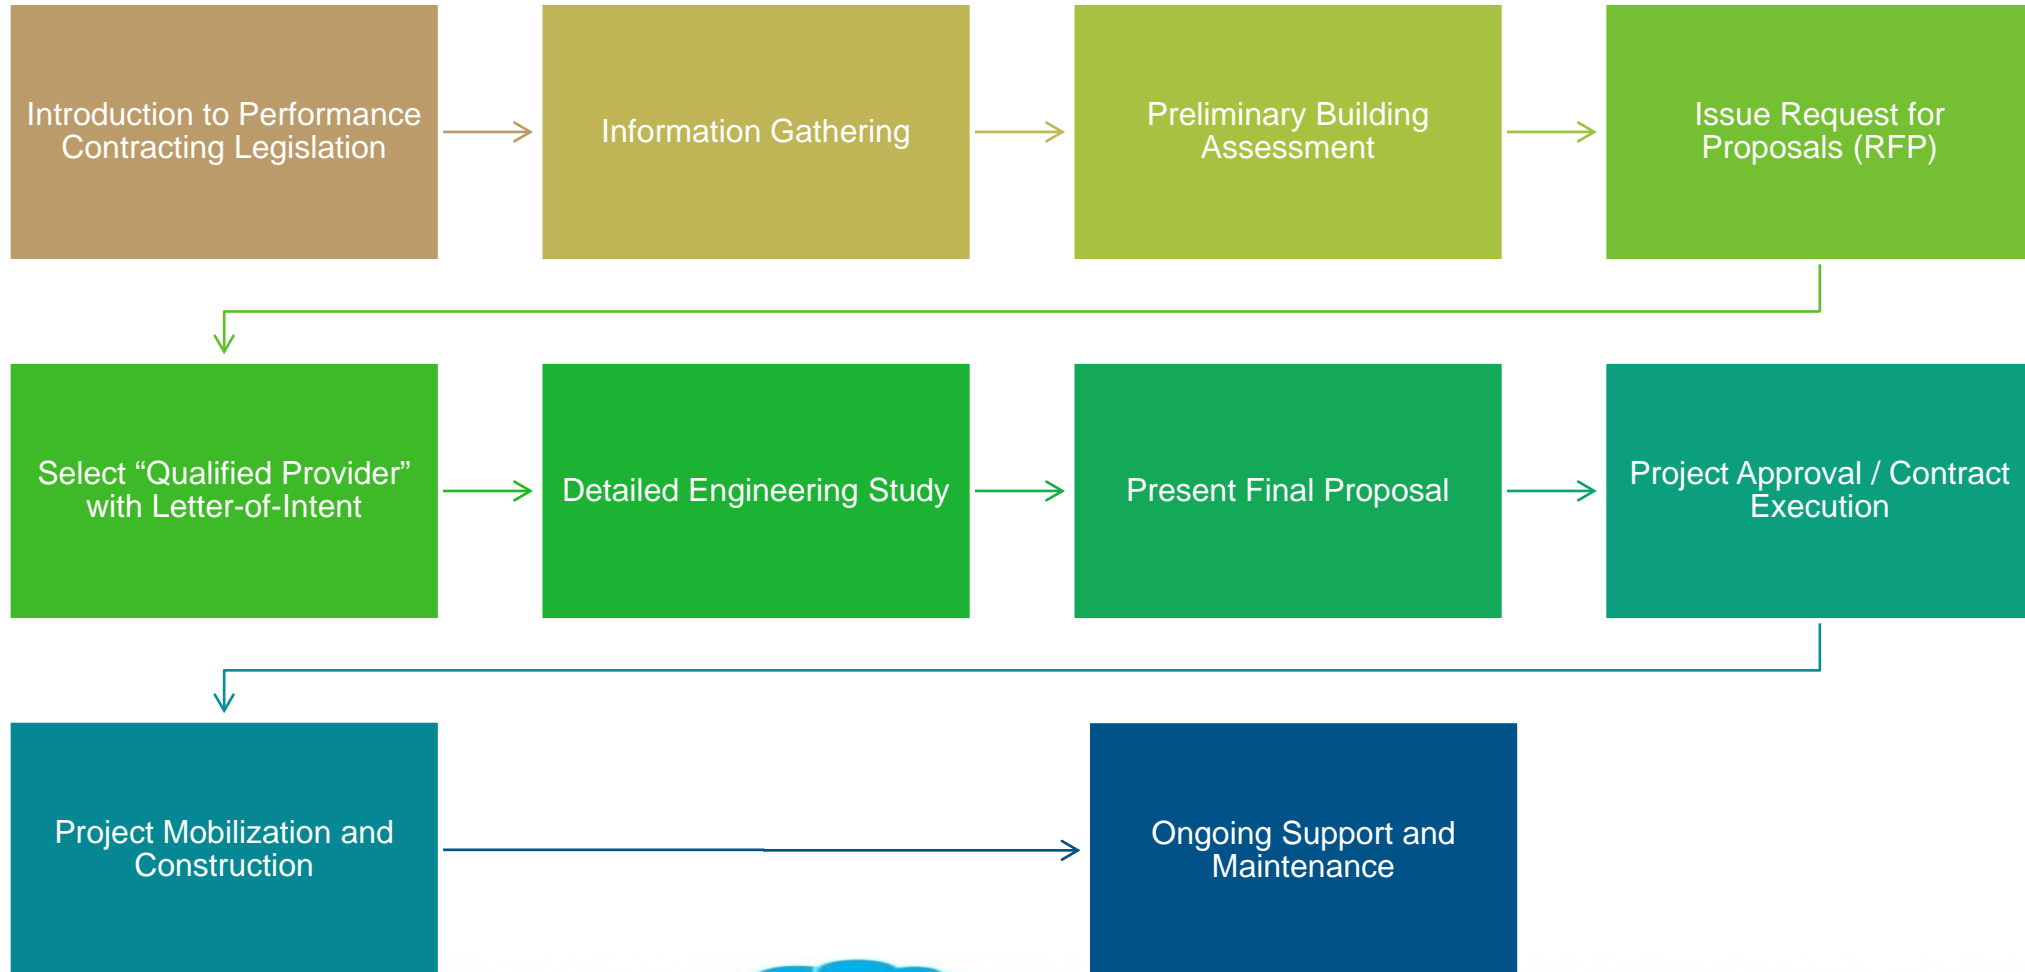 Introduction to Performance
Contracting Legislation
Information Gathering
Preliminary Building
Assessment
Issue Request for
Proposals (RFP)
Select “Qualified Provider”
with Letter-of-Intent
Detailed Engineering Study
Present Final Proposal
Project Approval / Contract
Execution
Project Mobilization and
Construction
Ongoing Support and
Maintenance